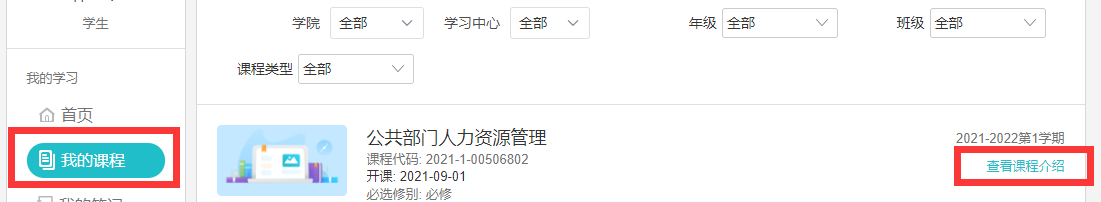 学生
我的学习
首页
我的课程
学院 全部 学习中心 全部 年级 全部 班级 全部
课程类型 全部
公共部门人力资源管理
课程代码: 2021-1-00506802
开课: 2021-09-01
必选修别: 必修
2021-2022第1学期
查看课程介绍